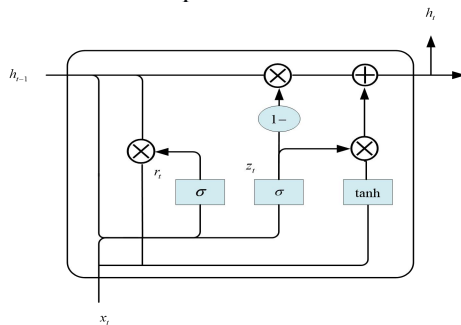 h_t
h_{t-1}
1−
r_t
z_t
σ
σ
tanh
x_t